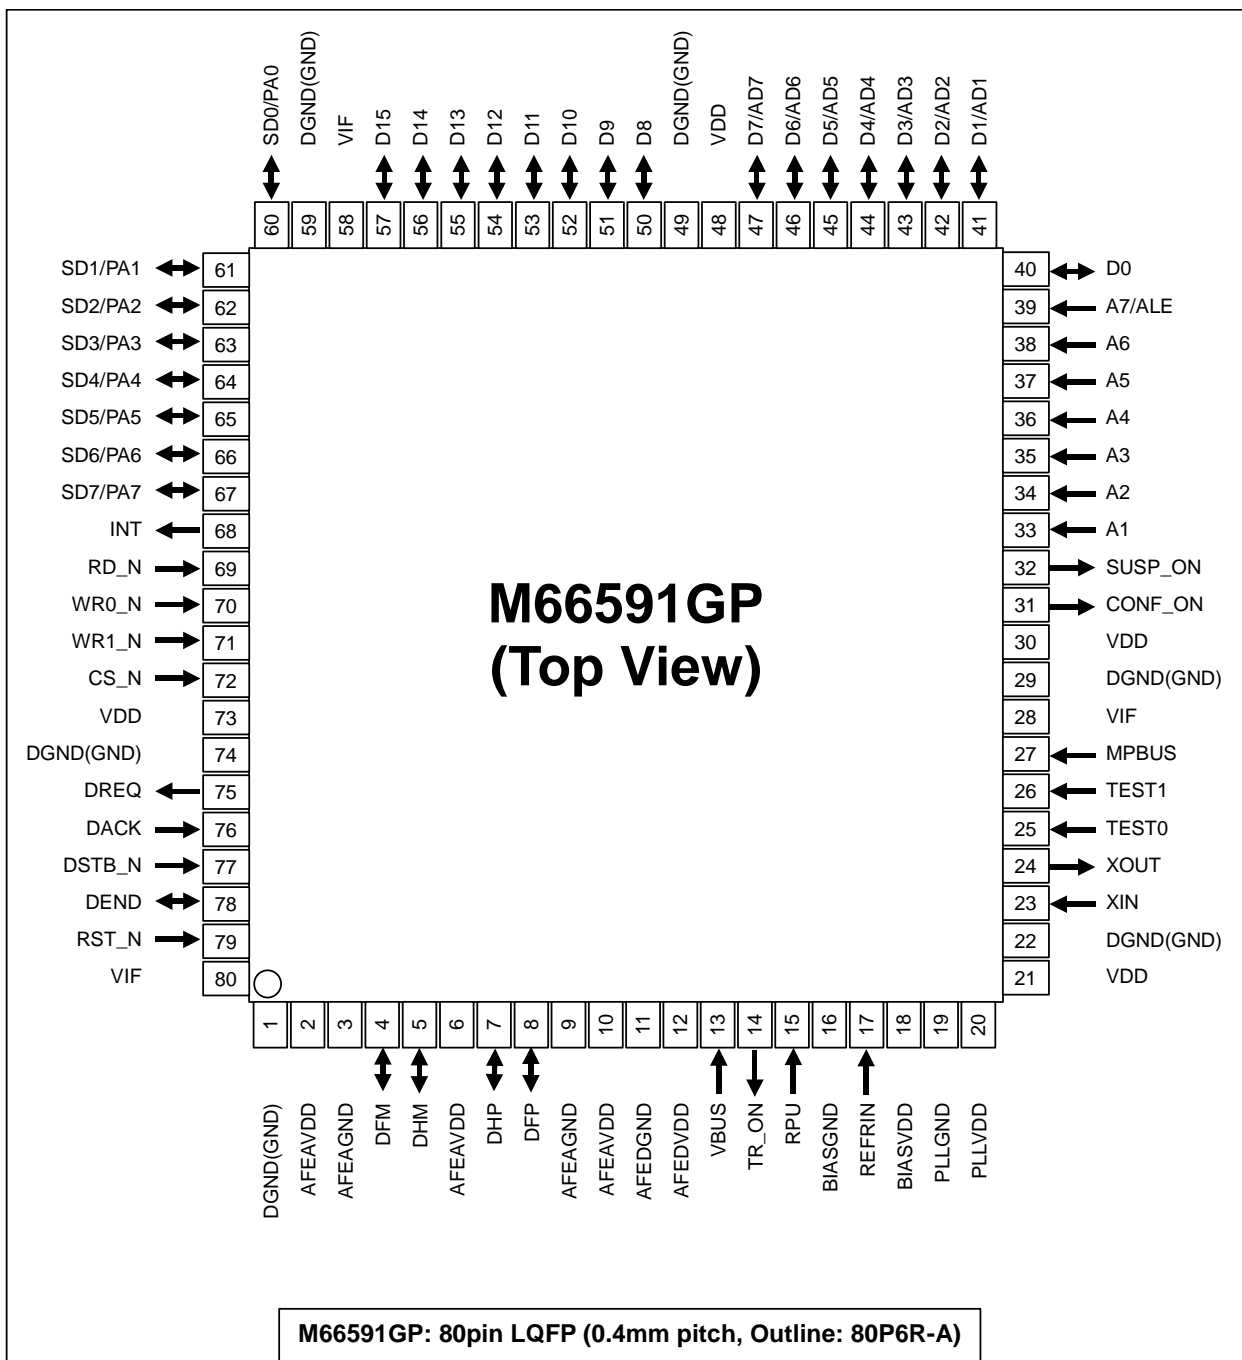 SD0/PA0
DGND(GND)
VIF
D15
D14
D13
D12
D11
D10
D9
D8
DGND(GND)
VDD
D7/AD7
D6/AD6
D5/AD5
D4/AD4
D3/AD3
D2/AD2
D1/AD1
60
59
58
57
56
55
54
53
52
51
50
49
48
47
46
45
44
43
42
41
SD1/PA1 61
SD2/PA2 62
SD3/PA3 63
SD4/PA4 64
SD5/PA5 65
SD6/PA6 66
SD7/PA7 67
INT 68
RD_N 69
WR0_N 70
WR1_N 71
CS_N 72
VDD 73
DGND(GND) 74
DREQ 75
DACK 76
DSTB_N 77
DEND 78
RST_N 79
VIF 80
M66591GP
(Top View)
40 D0
39 A7/ALE
38 A6
37 A5
36 A4
35 A3
34 A2
33 A1
32 SUSP_ON
31 CONF_ON
30 VDD
29 DGND(GND)
28 VIF
27 MPBUS
26 TEST1
25 TEST0
24 XOUT
23 XIN
22 DGND(GND)
21 VDD
1
2
3
4
5
6
7
8
9
10
11
12
13
14
15
16
17
18
19
20
DGND(GND)
AFEAVDD
AFEAGND
DFM
DHM
AFEAVDD
DHP
DFP
AFEAGND
AFEAVDD
AFEDGND
AFEDVDD
VBUS
TR_ON
RPU
BIASGND
REFRIN
BIASVDD
PLLGND
PLLVDD
M66591GP: 80pin LQFP (0.4mm pitch, Outline: 80P6R-A)